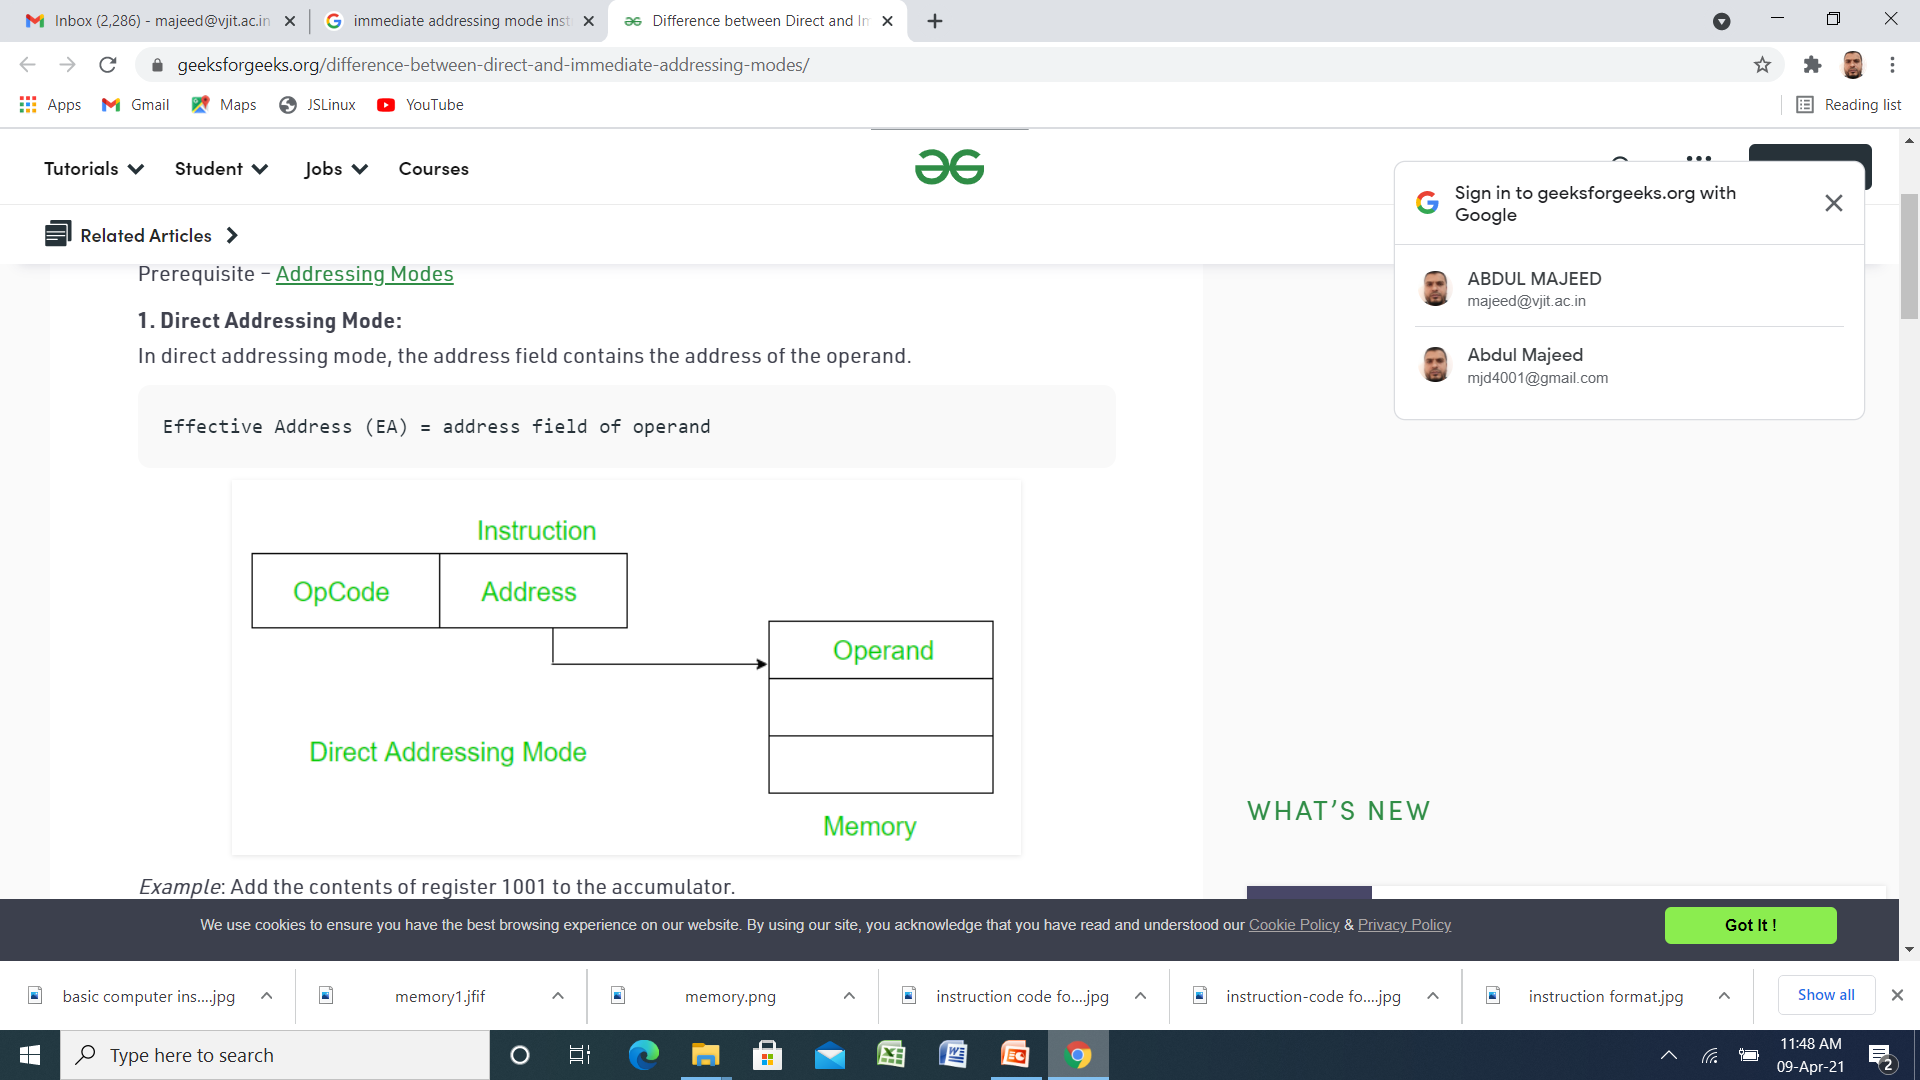 Inbox (2,286) - majeed@vjit.ac.in
immediate addressing mode inst
Difference between Direct and Im
geeksforgeeks.org/difference-between-direct-and-immediate-addressing-modes/
Apps
Gmail
Maps
JSLinux
YouTube
Reading list
Tutorials
Student
Jobs
Courses
Related Articles
Sign in to geeksforgeeks.org with
Google
ABDUL MAJEED
majeed@vjit.ac.in
Abdul Majeed
mjd4001@gmail.com
Prerequisite – Addressing Modes
1. Direct Addressing Mode:
In direct addressing mode, the address field contains the address of the operand.
Effective Address (EA) = address field of operand
Instruction
OpCode
Address
Operand
Direct Addressing Mode
Memory
WHAT'S NEW
Example: Add the contents of register 1001 to the accumulator.
We use cookies to ensure you have the best browsing experience on our website. By using our site, you acknowledge that you have read and understood our Cookie Policy & Privacy Policy
Got It !
basic computer ins....jpg
memory1.jfif
memory.png
instruction code fo....jpg
instruction-code fo....jpg
instruction format.jpg
Show all
Type here to search
11:48 AM
09-Apr-21
2